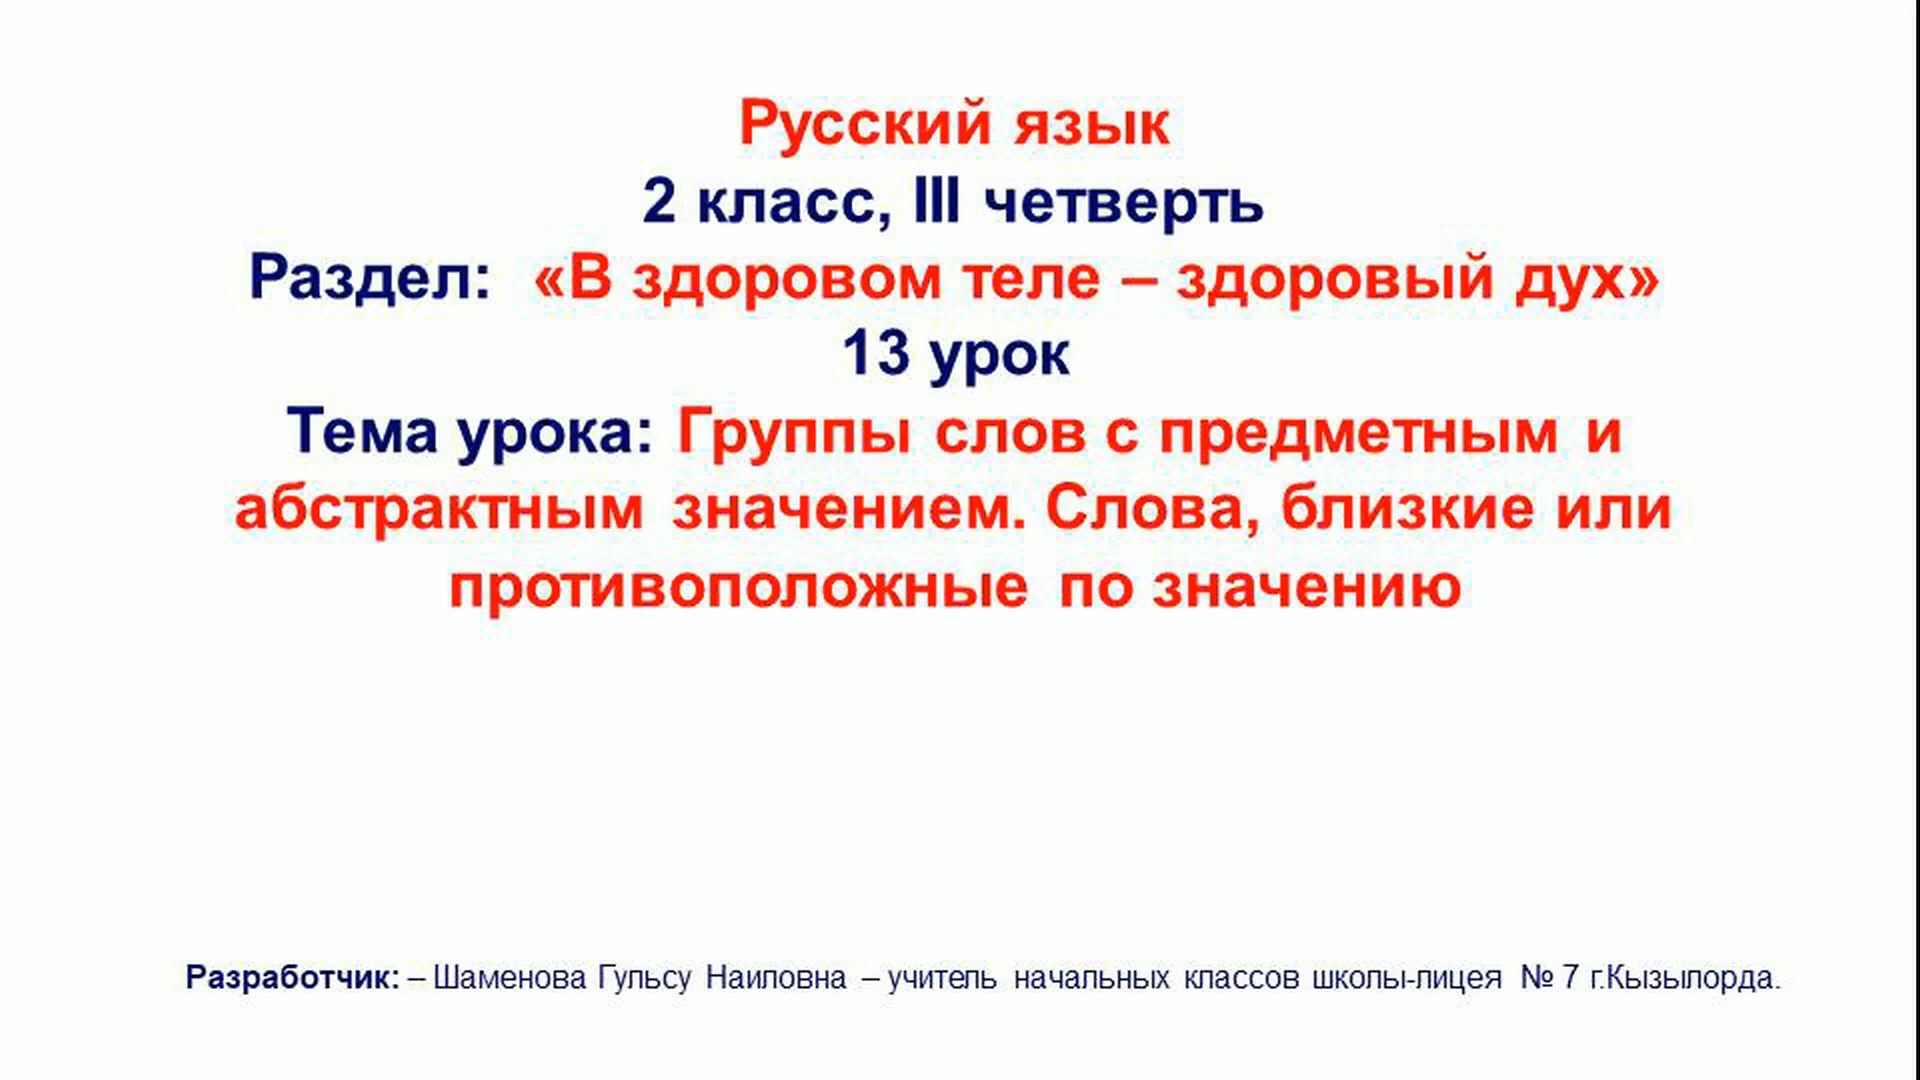 Русский язык
2 класс, III четверть
Раздел: «В здоровом теле – здоровый дух»
13 урок
Тема урока: Группы слов с предметным и
абстрактным значением. Слова, близкие или
противоположные по значению
Разработчик: – Шаменова Гульсу Наиловна – учитель начальных классов школы-лицея № 7 г.Кызылорда.